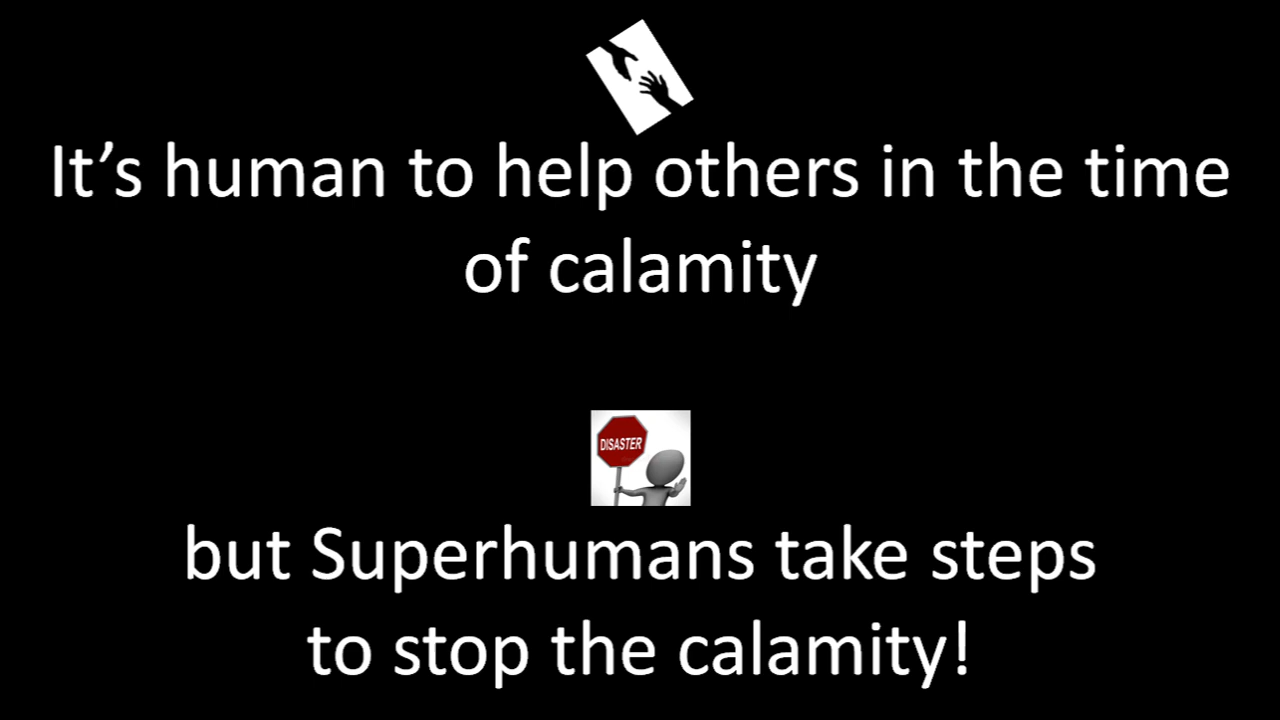 It’s human to help others in the time
of calamity
DISASTER
but Superhumans take steps
to stop the calamity!